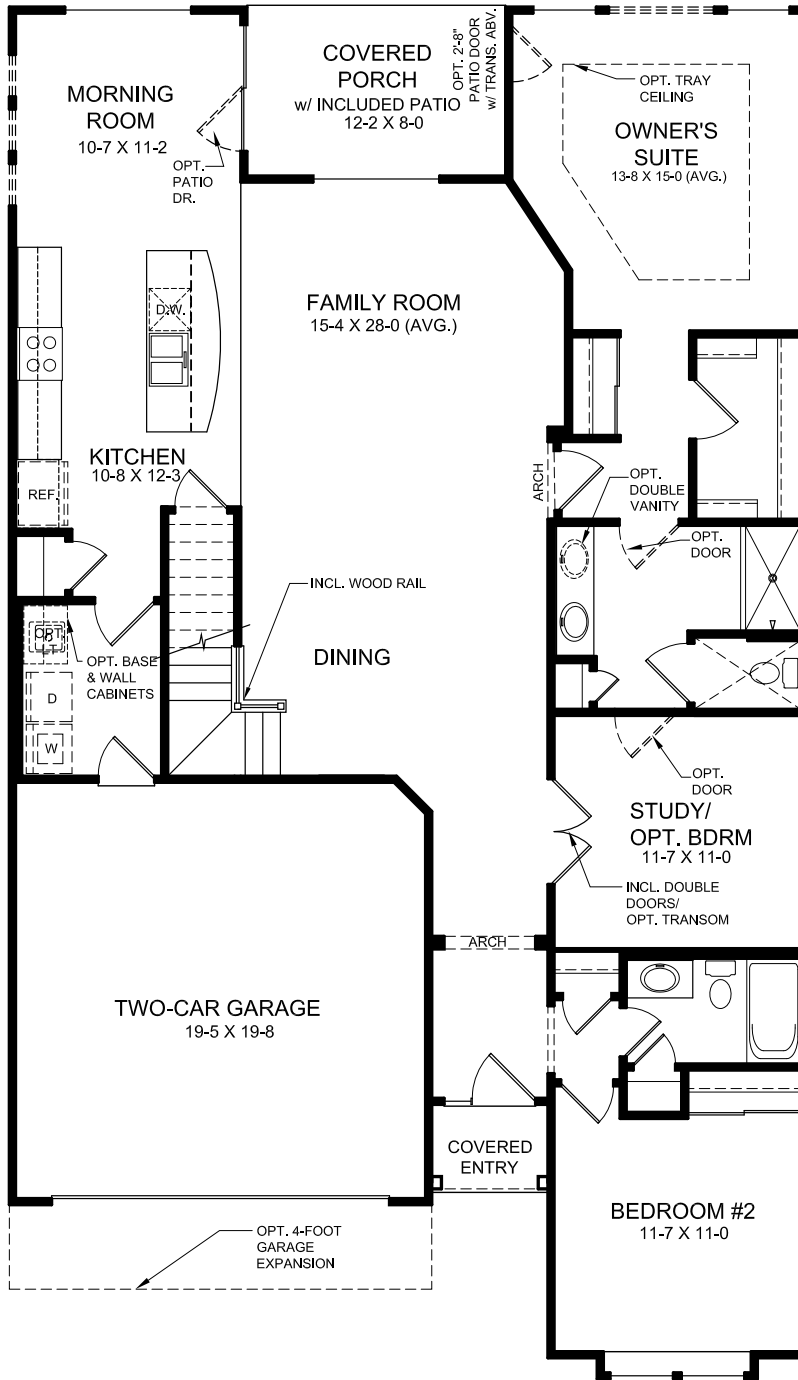 MORNING
ROOM
10-7 X 11-2
COVERED
PORCH
w/ INCLUDED PATIO
12-2 X 8-0
OPT. 2'-8"
PATIO DOOR
w/ TRANS. ABV.
OPT. TRAY
CEILING
OWNER'S
SUITE
13-8 X 15-0 (AVG.)
OPT.
PATIO
DR.
D.W.
FAMILY ROOM
15-4 X 28-0 (AVG.)
KITCHEN
10-8 X 12-3
REF.
ARCH
OPT.
DOUBLE
VANITY
OPT.
DOOR
INCL. WOOD RAIL
OPT. BASE
& WALL
CABINETS
OPT.
LT
D
W
DINING
OPT.
DOOR
STUDY/
OPT. BDRM
11-7 X 11-0
INCL. DOUBLE
DOORS/
OPT. TRANSOM
ARCH
TWO-CAR GARAGE
19-5 X 19-8
COVERED
ENTRY
BEDROOM #2
11-7 X 11-0
OPT. 4-FOOT
GARAGE
EXPANSION